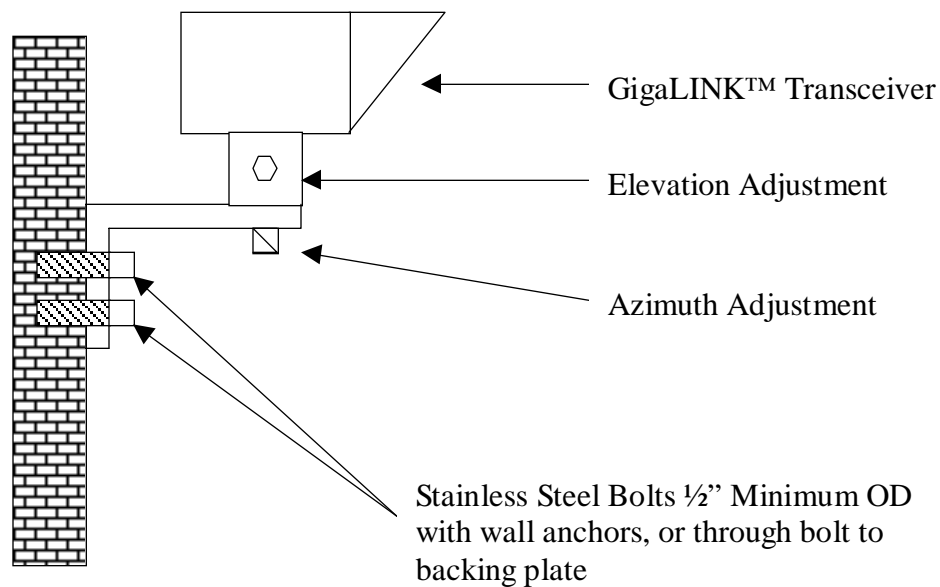 GigaLINK™ Transceiver
Elevation Adjustment
Azimuth Adjustment
Stainless Steel Bolts ½” Minimum OD
with wall anchors, or through bolt to
backing plate